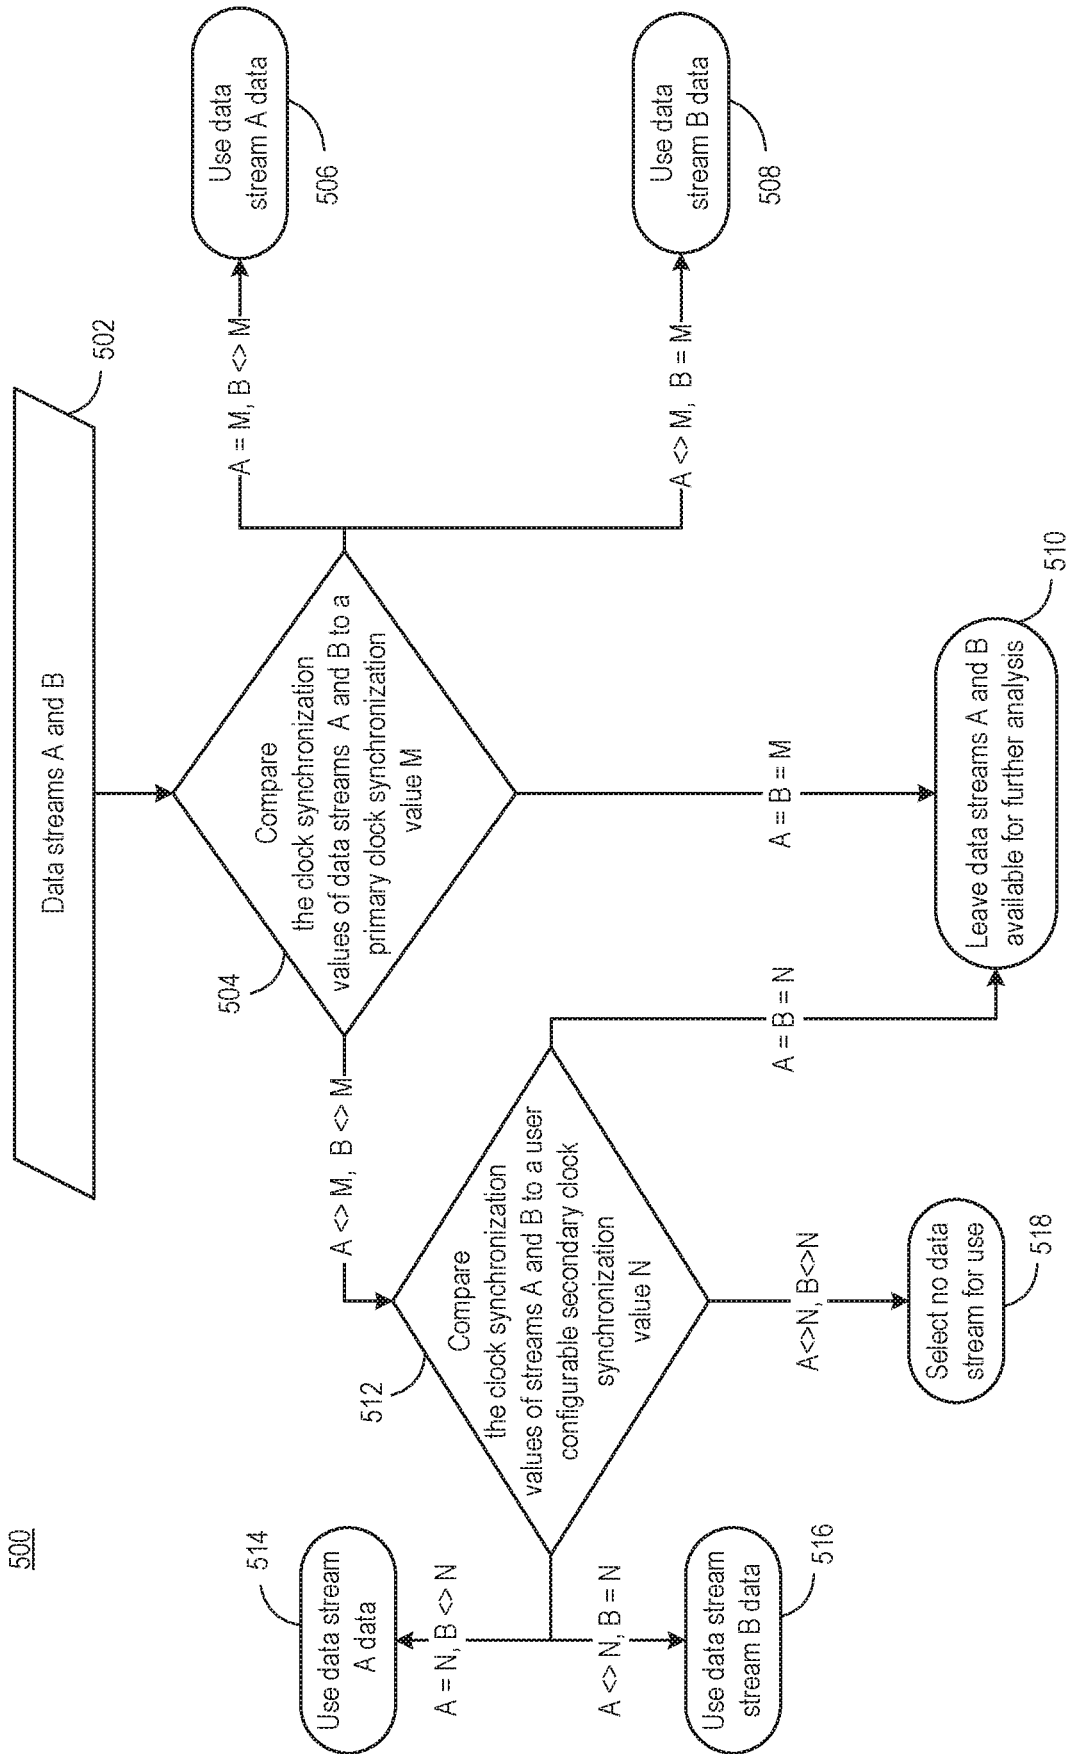 500
Data streams A and B
502
Compare
the clock synchronization
values of data streams A and B to a
primary clock synchronization
value M
504
A = M, B <> M
Use data
stream A data
506
A <> M, B = M
Use data
stream B data
508
A = B = M
Leave data streams A and B
available for further analysis
510
A <> M, B <> M
Compare
the clock synchronization
values of streams A and B to a user
configurable secondary clock
synchronization
value N
512
A = B = N
A = N, B <> N
Use data stream
A data
514
A <> N, B = N
Use data stream
stream B data
516
A<>N, B<>N
Select no data
stream for use
518